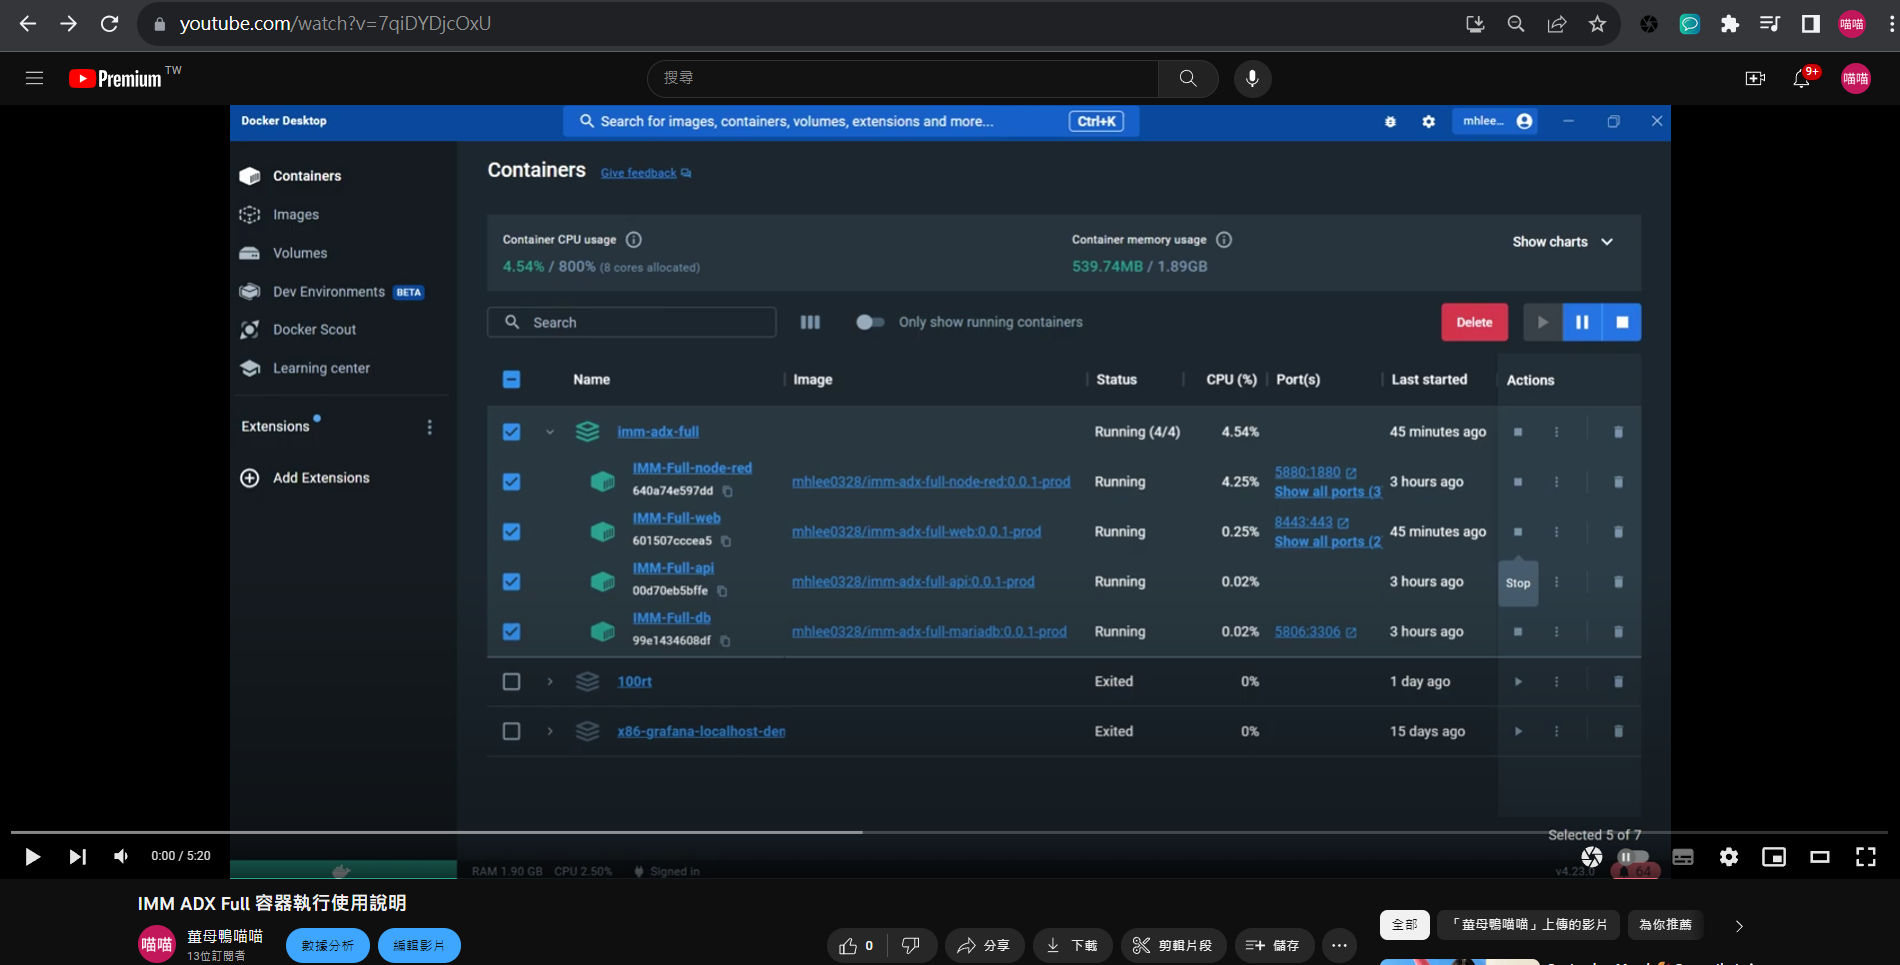 youtube.com/watch?v=7qiDYDjcOxU
喵喵
Premium TW
搜尋
9+
喵喵
Docker Desktop
Search for images, containers, volumes, extensions and more...
Ctrl+K
mhlee...
Containers
Images
Volumes
Dev Environments BETA
Docker Scout
Learning center
Extensions
Add Extensions
Containers
Give feedback
Container CPU usage
4.54% / 800% (8 cores allocated)
Container memory usage
539.74MB / 1.89GB
Show charts
Search
Only show running containers
Delete
Name Image Status CPU (%) Port(s) Last started Actions
imm-adx-full Running (4/4) 4.54% 45 minutes ago
IMM-Full-node-red
640a74e597dd
mhlee0328/imm-adx-full-node-red:0.0.1-prod Running 4.25%
5880:1880
Show all ports (3
3 hours ago
IMM-Full-web
601507cccea5
mhlee0328/imm-adx-full-web:0.0.1-prod Running 0.25%
8443:443
Show all ports (2
45 minutes ago
IMM-Full-api
00d70eb5bffe
mhlee0328/imm-adx-full-api:0.0.1-prod Running 0.02% 3 hours ago
Stop
IMM-Full-db
99e1434608df
mhlee0328/imm-adx-full-mariadb:0.0.1-prod Running 0.02% 5806:3306 3 hours ago
100rt Exited 0% 1 day ago
x86-grafana-localhost-den Exited 0% 15 days ago
Selected 5 of 7
0:00 / 5:20
RAM 1.90 GB CPU 2.50% Signed in
v4.23.0
64
IMM ADX Full 容器執行使用說明
喵喵
董母鴨喵喵
13位訂閱者
數據分析
編輯影片
0
分享
下載
剪輯片段
儲存
全部
「董母鴨喵喵」上傳的影片
為你推薦